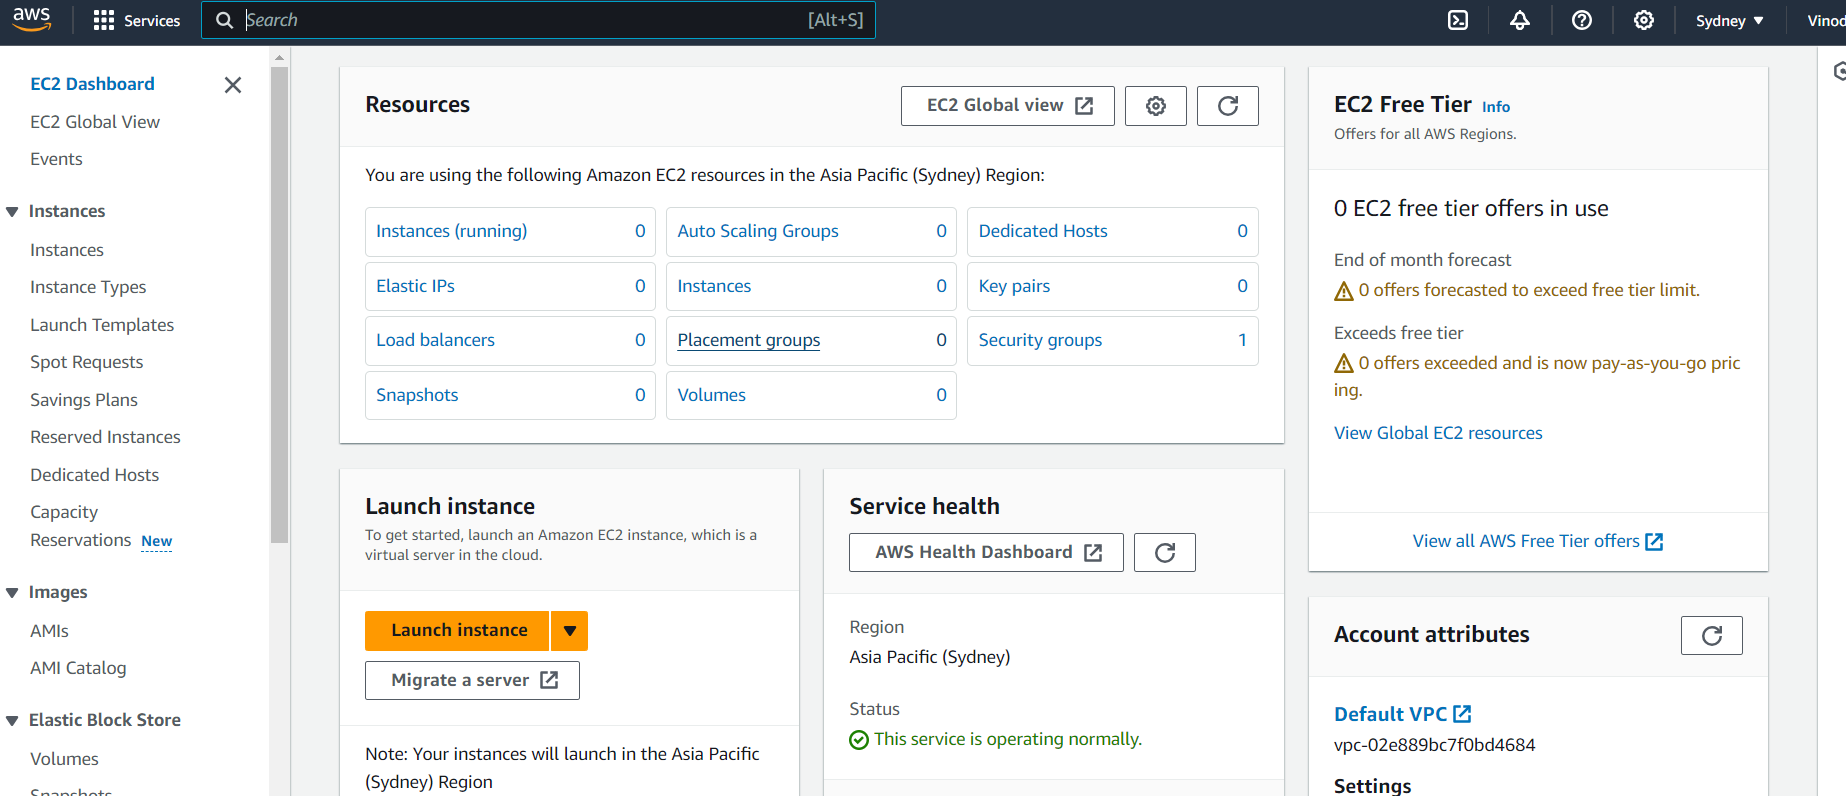 aws
Services
Search
[Alt+S]
Sydney
Vinod
EC2 Dashboard
EC2 Global View
Events
Instances
Instances
Instance Types
Launch Templates
Spot Requests
Savings Plans
Reserved Instances
Dedicated Hosts
Capacity
Reservations New
Images
AMIs
AMI Catalog
Elastic Block Store
Volumes
Snapshots
Resources
EC2 Global view
You are using the following Amazon EC2 resources in the Asia Pacific (Sydney) Region:
Instances (running) 0
Auto Scaling Groups 0
Dedicated Hosts 0
Elastic IPs 0
Instances 0
Key pairs 0
Load balancers 0
Placement groups 0
Security groups 1
Snapshots 0
Volumes 0
Launch instance
To get started, launch an Amazon EC2 instance, which is a
virtual server in the cloud.
Launch instance
Migrate a server
Note: Your instances will launch in the Asia Pacific
(Sydney) Region
Service health
AWS Health Dashboard
Region
Asia Pacific (Sydney)
Status
This service is operating normally.
EC2 Free Tier Info
Offers for all AWS Regions.
0 EC2 free tier offers in use
End of month forecast
0 offers forecasted to exceed free tier limit.
Exceeds free tier
0 offers exceeded and is now pay-as-you-go pric
ing.
View Global EC2 resources
View all AWS Free Tier offers
Account attributes
Default VPC
vpc-02e889bc7f0bd4684
Settings